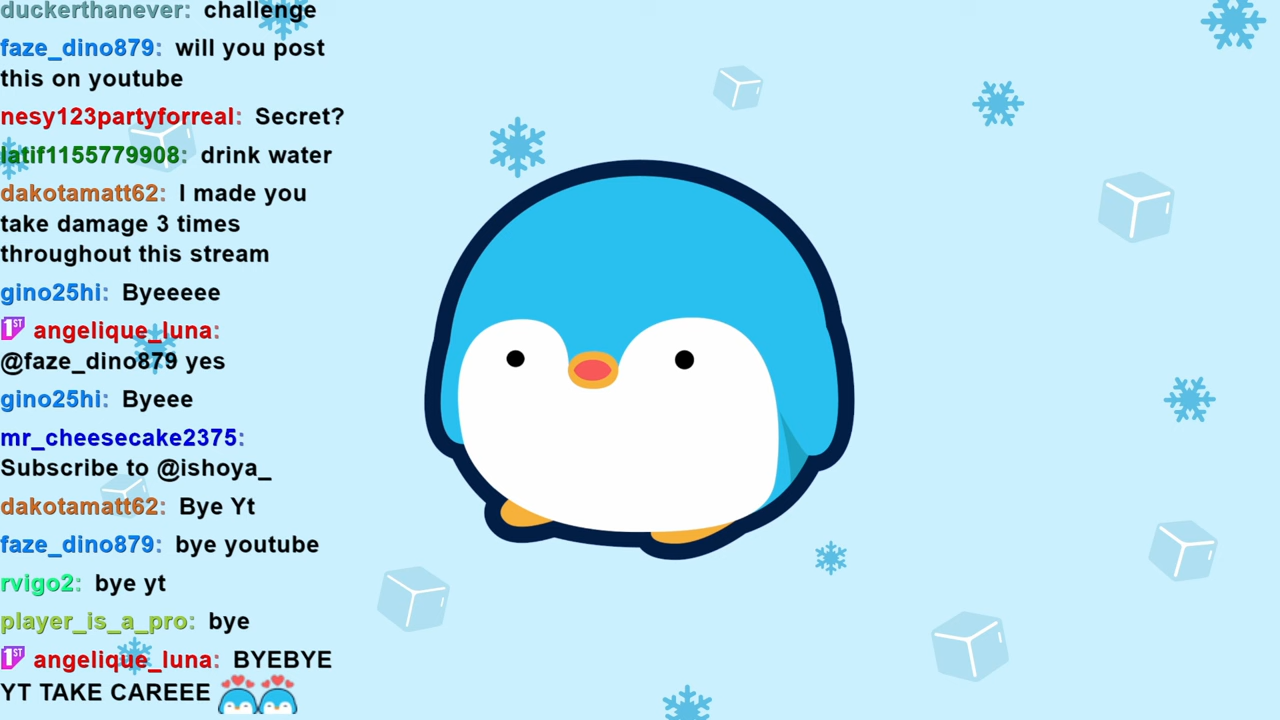 duckerthanever: challenge
faze_dino879: will you post
this on youtube
nesy123partyforreal: Secret?
latif1155779908: drink water
dakotamatt62: I made you
take damage 3 times
throughout this stream
gino25hi: Byeeeee
1ST angelique_luna:
@faze_dino879 yes
gino25hi: Byeee
mr_cheesecake2375:
Subscribe to @ishoya_
dakotamatt62: Bye Yt
faze_dino879: bye youtube
rvigo2: bye yt
player_is_a_pro: bye
1ST angelique_luna: BYEBYE
YT TAKE CAREEE